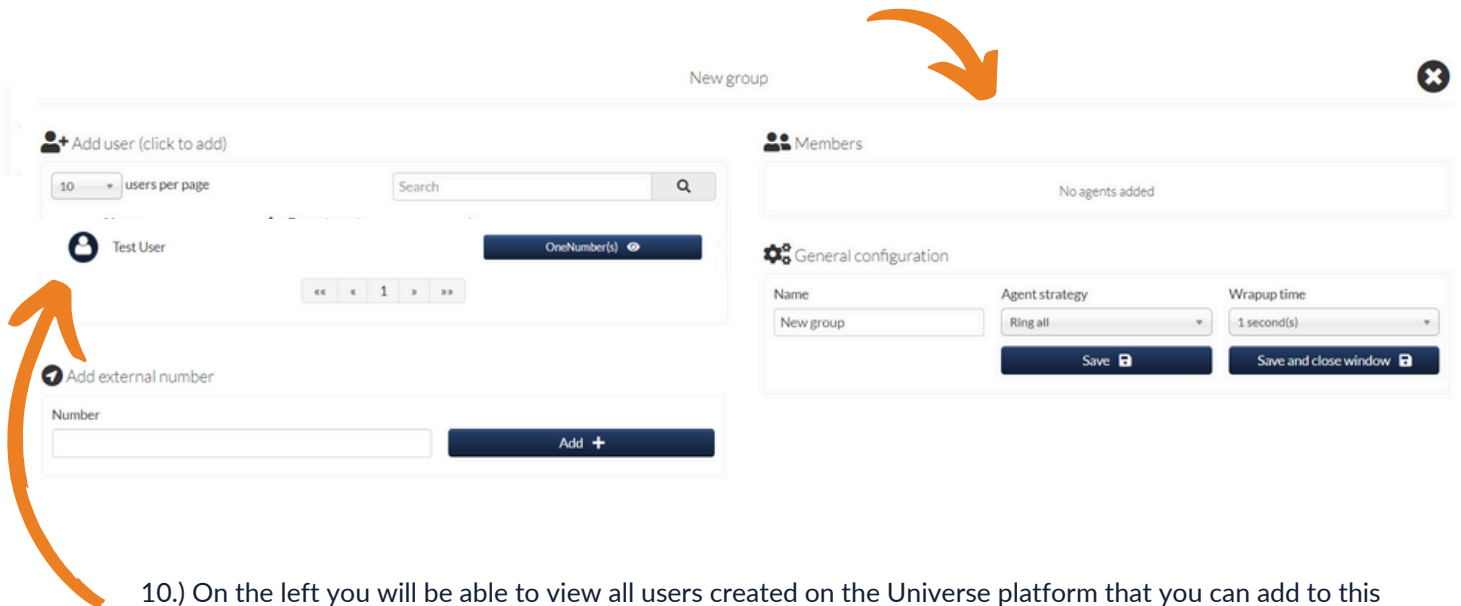 New group
Add user (click to add)
10 users per page
Search
Test User
OneNumber(s)
«« « 1 » »»
Add external number
Number
Add +
Members
No agents added
General configuration
Name
Agent strategy
Wrapup time
New group
Ring all
1 second(s)
Save
Save and close window
10.) On the left you will be able to view all users created on the Universe platform that you can add to this